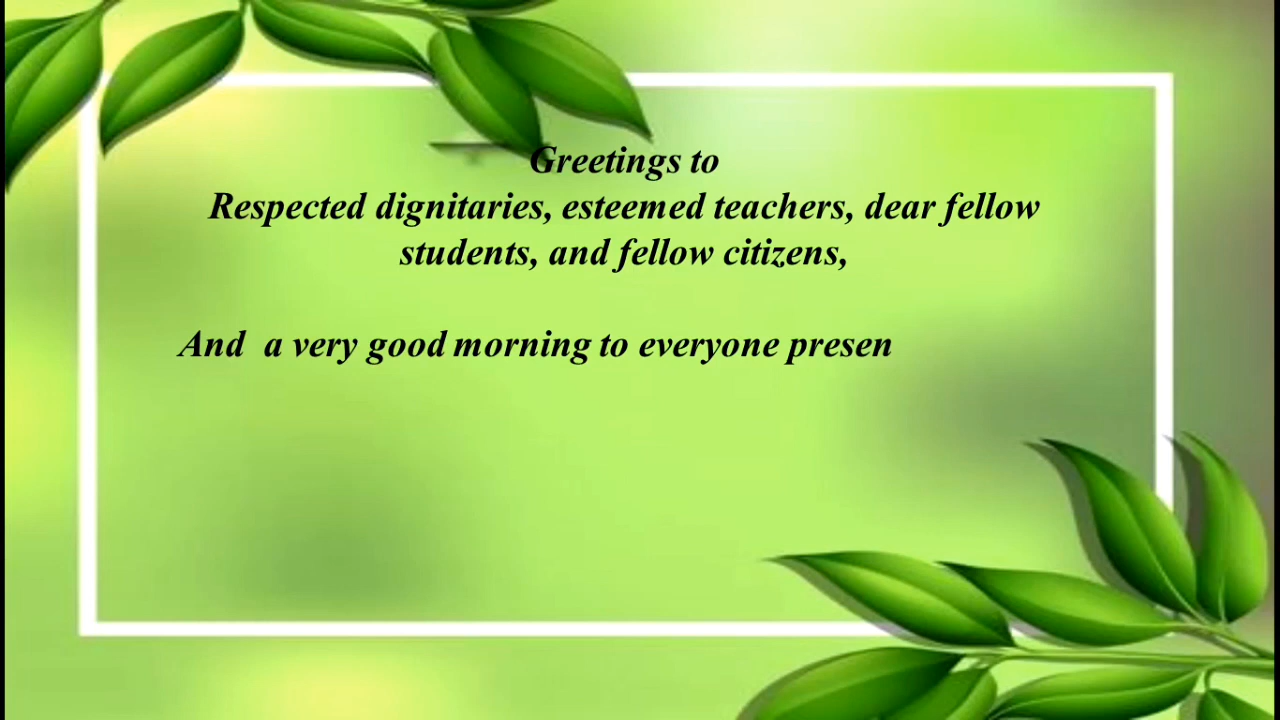 Greetings to
Respected dignitaries, esteemed teachers, dear fellow
students, and fellow citizens,
And a very good morning to everyone presen